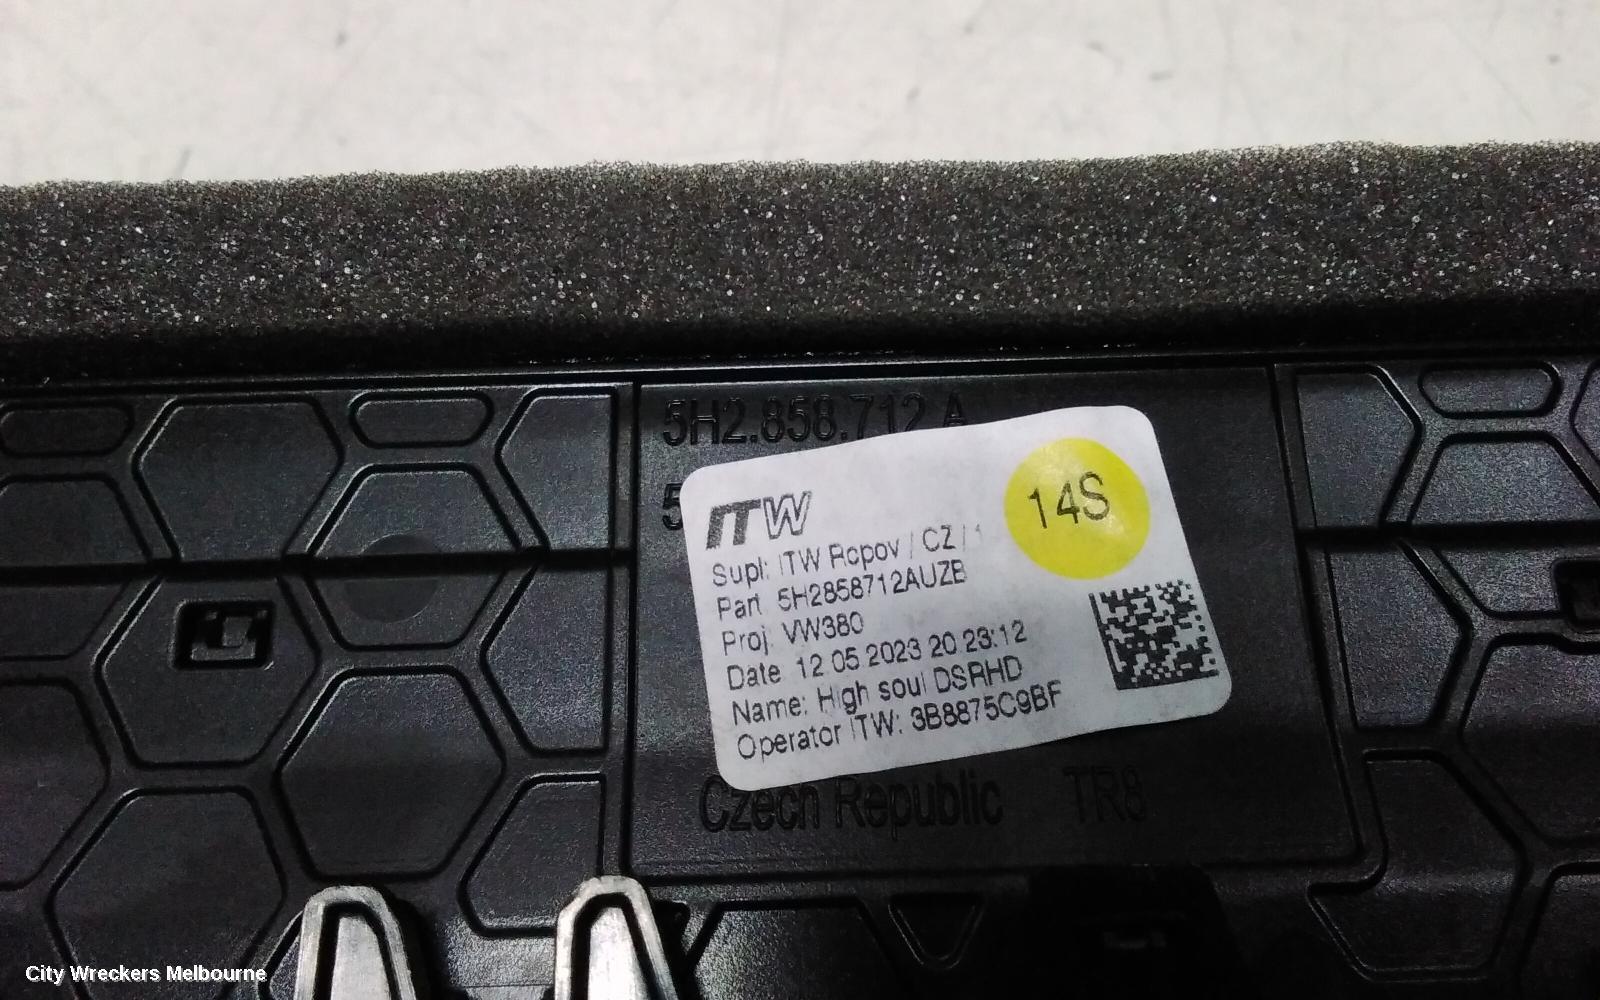 5H2.858.712 A
5
ITW
14S
Supl: ITW Rcpov / CZ / 1
Part 5H2858712AUZB
Proj: VW380
Date 12 05 2023 20 23:12
Name: High soul DSRHD
Operator ITW: 3B8875C9BF
Czech Republic TR8
City Wreckers Melbourne